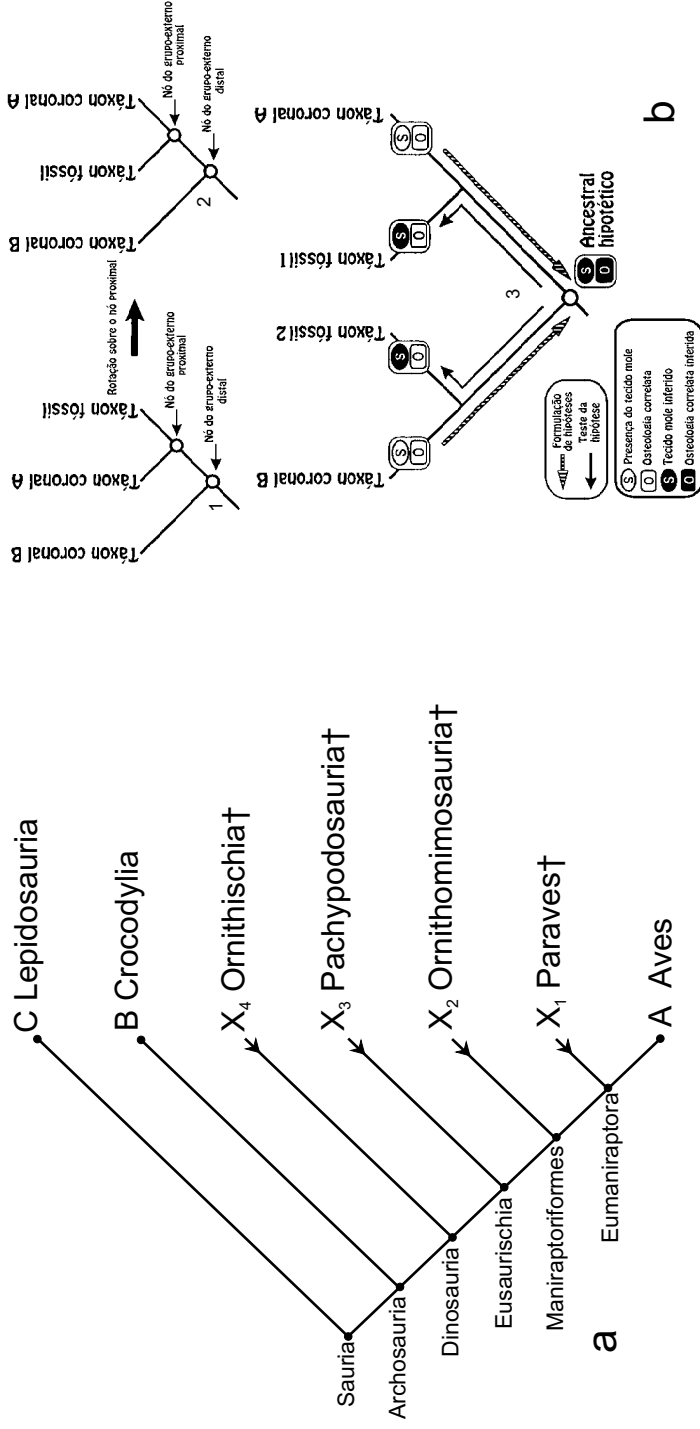 C Lepidosauria
B Crocodylia
X4 Ornithischia†
X3 Pachypodosauria†
X2 Ornithomimosauria†
X1 Paraves†
A Aves
Sauria
Archosauria
Dinosauria
Eusaurischia
Maniraptoriformes
Eumaniraptora
a
Táxon coronal B
Táxon coronal A
Táxon fóssil
Nó do grupo-externo
proximal
Nó do grupo-externo
distal
1
Rotação sobre o nó proximal
Táxon coronal B
Táxon fóssil
Táxon coronal A
Nó do grupo-externo
proximal
Nó do grupo-externo
distal
2
Táxon coronal B
Táxon fóssil 2
Táxon fóssil 1
Táxon coronal A
S
O
S
O
S
O
S
O
3
S
O
Ancestral
hipotético
Formulação
de hipóteses
Teste da
hipótese
S Presença do tecido mole
O Osteologia correlata
S Tecido mole inferido
O Osteologia correlata inferida
b